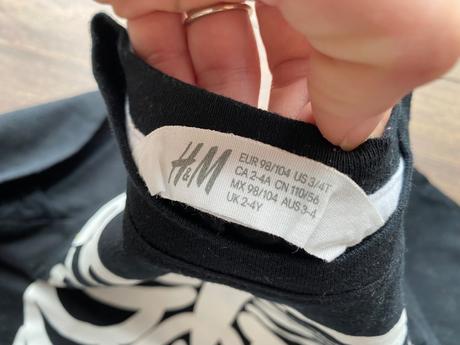 H&M
EUR 98/104 US 3/4T
CA 2-4A CN 110/56
MX 98/104 AUS 3-4
UK 2-4Y